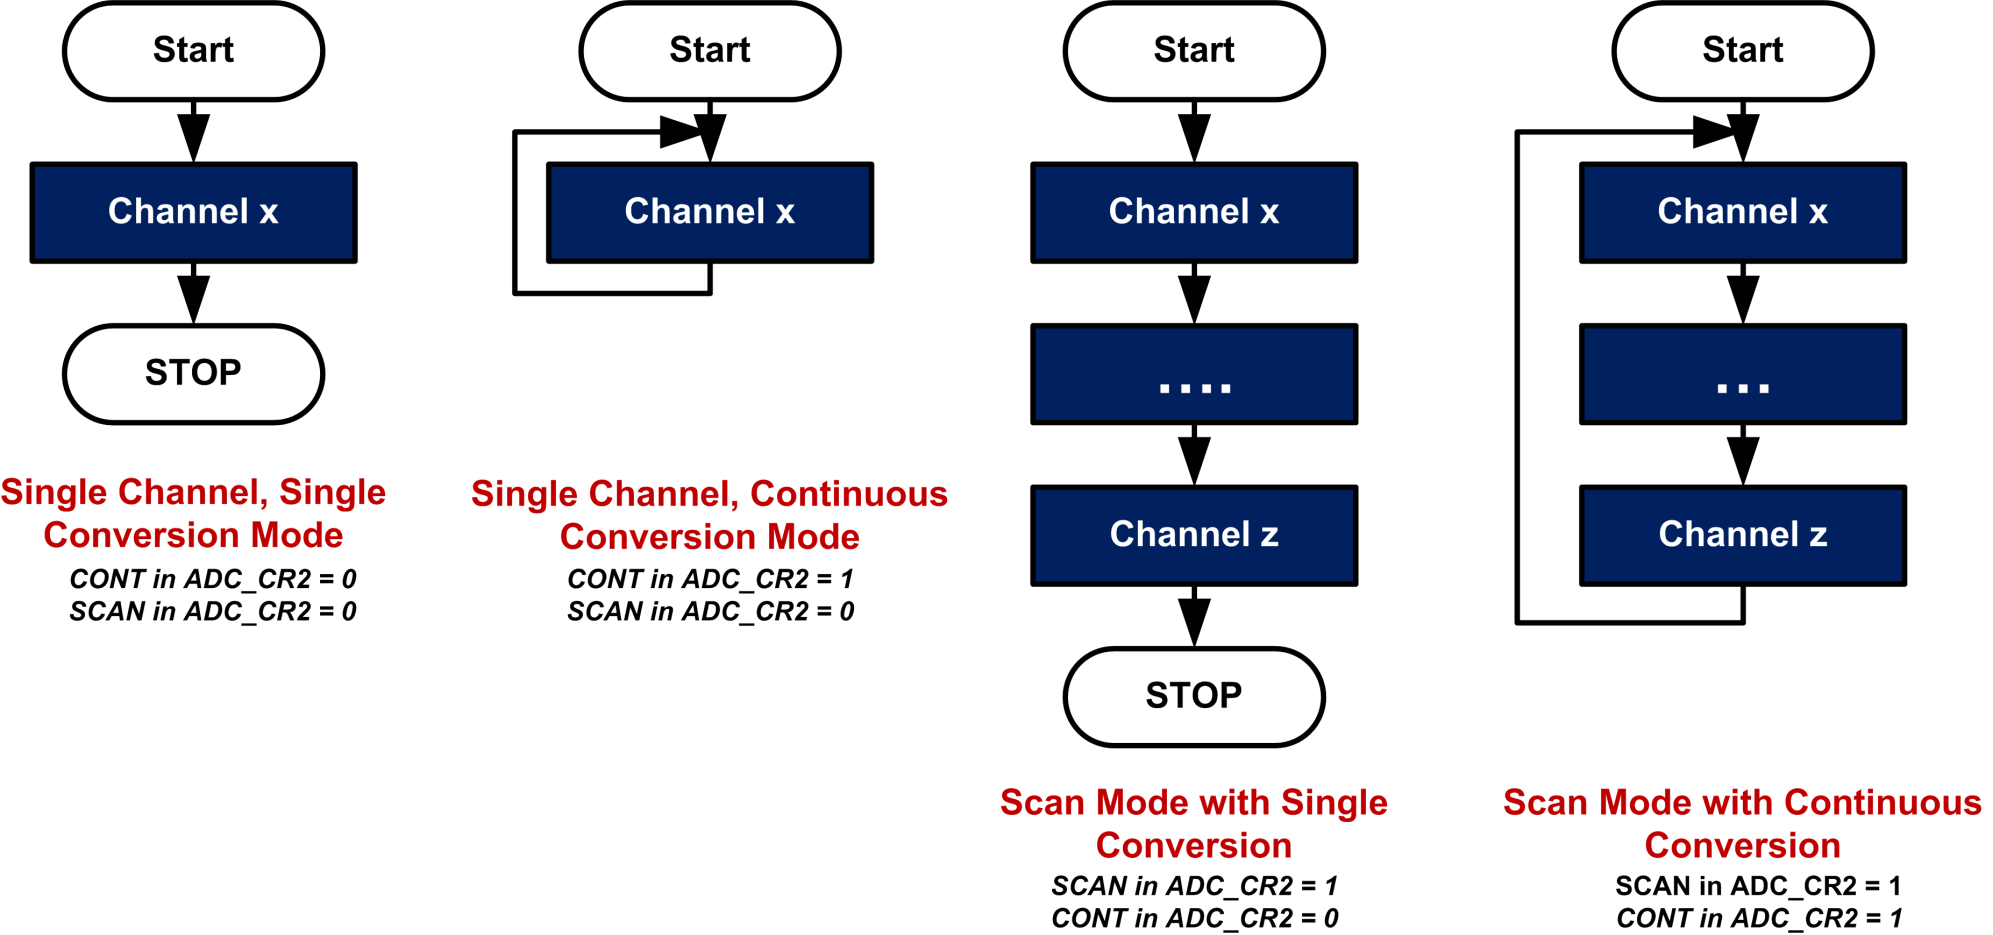 Start
Channel x
STOP
Single Channel, Single
Conversion Mode
CONT in ADC_CR2 = 0
SCAN in ADC_CR2 = 0
Start
Channel x
Single Channel, Continuous
Conversion Mode
CONT in ADC_CR2 = 1
SCAN in ADC_CR2 = 0
Start
Channel x
....
Channel z
STOP
Scan Mode with Single
Conversion
SCAN in ADC_CR2 = 1
CONT in ADC_CR2 = 0
Start
Channel x
...
Channel z
Scan Mode with Continuous
Conversion
SCAN in ADC_CR2 = 1
CONT in ADC_CR2 = 1